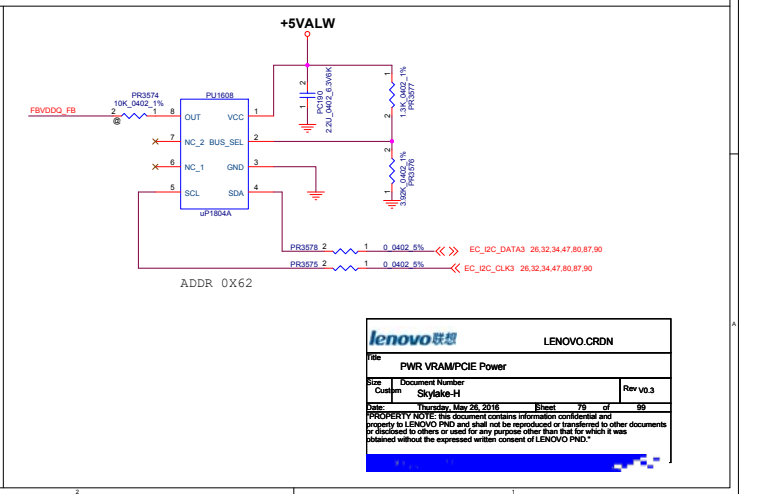 +5VALW
PR3574
10K_0402_1%
FBVDDQ_FB
2
1
@
PU1608
8
OUT
VCC
1
7
NC_2
BUS_SEL
2
6
NC_1
GND
3
5
SCL
SDA
4
uP1804A
2
1
PC190
2.2U_0402_6.3V6K
1
2
1.3K_0402_1%
PR3577
2
1
3.92K_0402_1%
PR3576
PR3578 2 1 0_0402_5% EC_I2C_DATA3 26,32,34,47,80,87,90
PR3575 2 1 0_0402_5% EC_I2C_CLK3 26,32,34,47,80,87,90
ADDR 0X62
A
lenovo联想 LENOVO.CRDN
Title
PWR VRAM/PCIE Power
Size Document Number Rev V0.3
Custom Skylake-H
Date: Thursday, May 26, 2016 Sheet 79 of 99
"PROPERTY NOTE: this document contains information confidential and
property to LENOVO PND and shall not be reproduced or transferred to other documents
or disclosed to others or used for any purpose other than that for which it was
obtained without the expressed written consent of LENOVO PND."
2 1